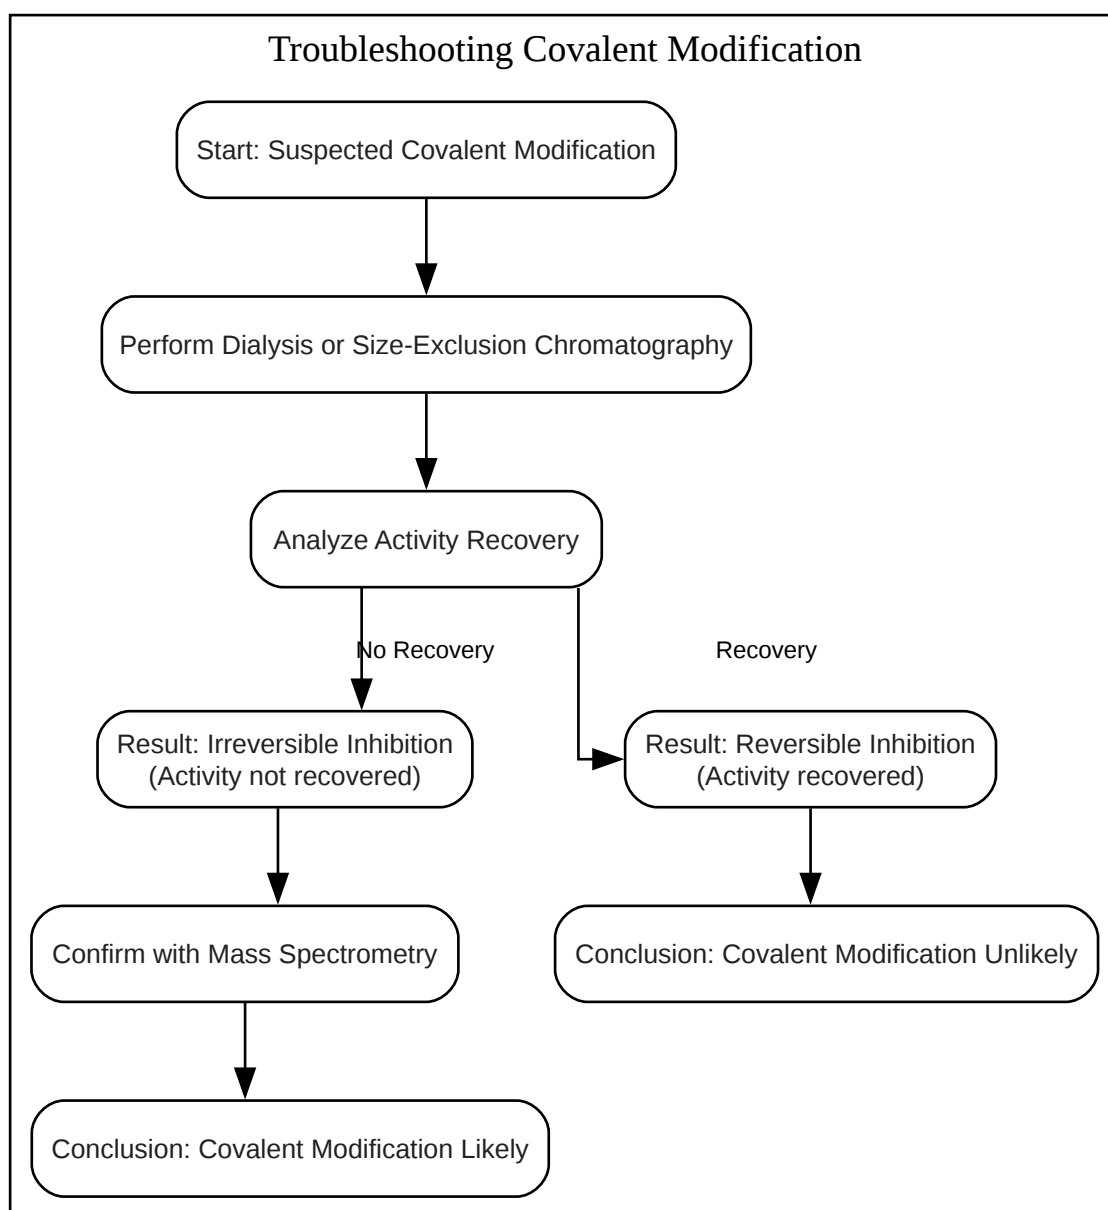 Troubleshooting Covalent Modification
Start: Suspected Covalent Modification
Perform Dialysis or Size-Exclusion Chromatography
Analyze Activity Recovery
No Recovery
Recovery
Result: Irreversible Inhibition
(Activity not recovered)
Result: Reversible Inhibition
(Activity recovered)
Confirm with Mass Spectrometry
Conclusion: Covalent Modification Unlikely
Conclusion: Covalent Modification Likely